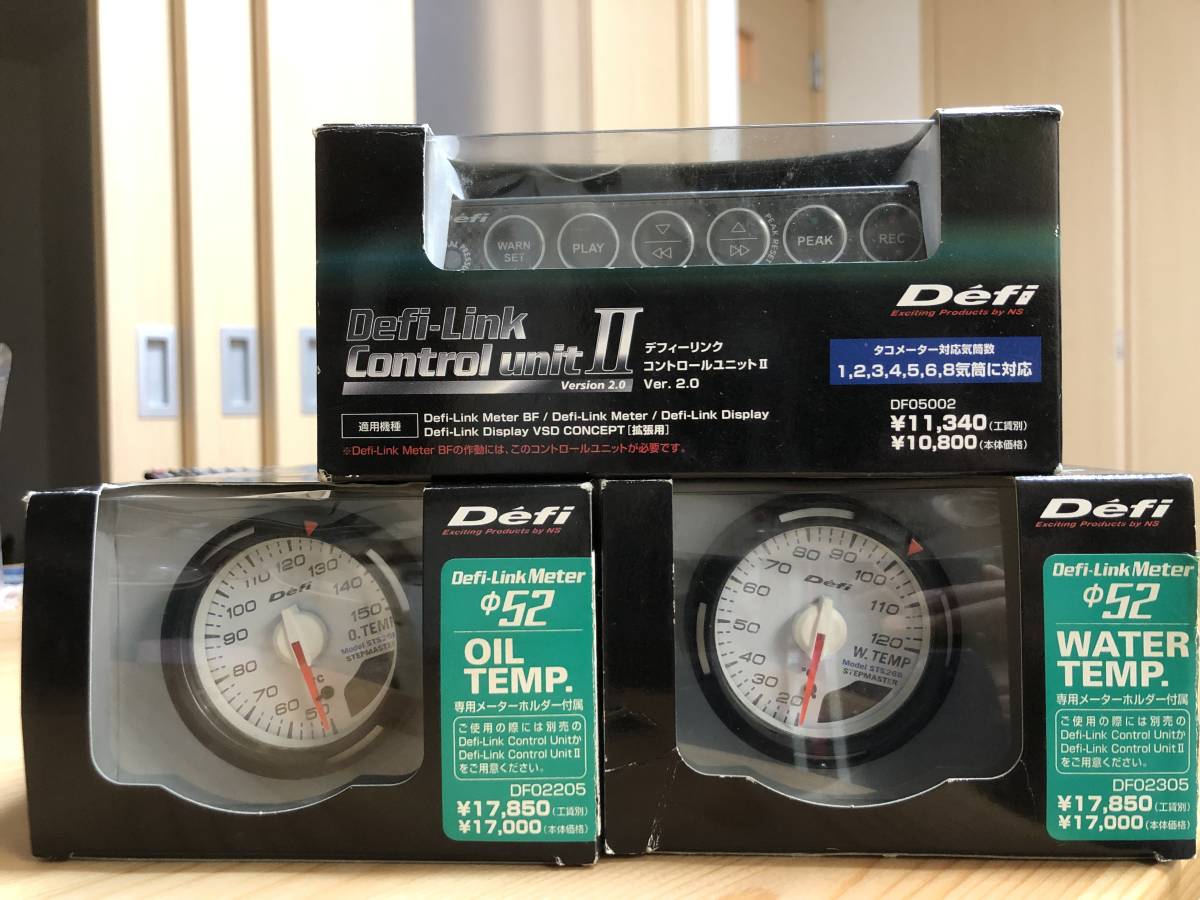 Defi
WARN SET
PLAY
PEAK RESET
PEAK
REC
Defi-Link
Control unit II
Version 2.0
デフィーリンク
コントロールユニットⅡ
Ver. 2.0
適用機種
Defi-Link Meter BF / Defi-Link Meter / Defi-Link Display
Defi-Link Display VSD CONCEPT [拡張用]
※Defi-Link Meter BFの作動には、このコントロールユニットが必要です。
Défi
Exciting Products by NS
タコメーター対応気筒数
1,2,3,4,5,6,8気筒に対応
DF05002
¥11,340(工賃別)
¥10,800(本体価格)
50 60 70 80 90 100 110 120 130 140 150
Défi
O.TEMP
Model ST5268
STEPMASTER
°C
Défi
Exciting Products by NS
Defi-Link Meter
φ52
OIL
TEMP.
専用メーターホルダー付属
ご使用の際には別売の
Defi-Link Control Unitか
Defi-Link Control Unit Ⅱ
をご用意ください。
DF02205
¥17,850(工賃別)
¥17,000(本体価格)
20 30 40 50 60 70 80 90 100 110 120
Défi
W.TEMP
Model ST5268
STEPMASTER
Défi
Exciting Products by NS
Defi-Link Meter
φ52
WATER
TEMP.
専用メーターホルダー付属
ご使用の際には別売の
Defi-Link Control Unitか
Defi-Link Control Unit Ⅱ
をご用意ください。
DF02305
¥17,850(工賃別)
¥17,000(本体価格)